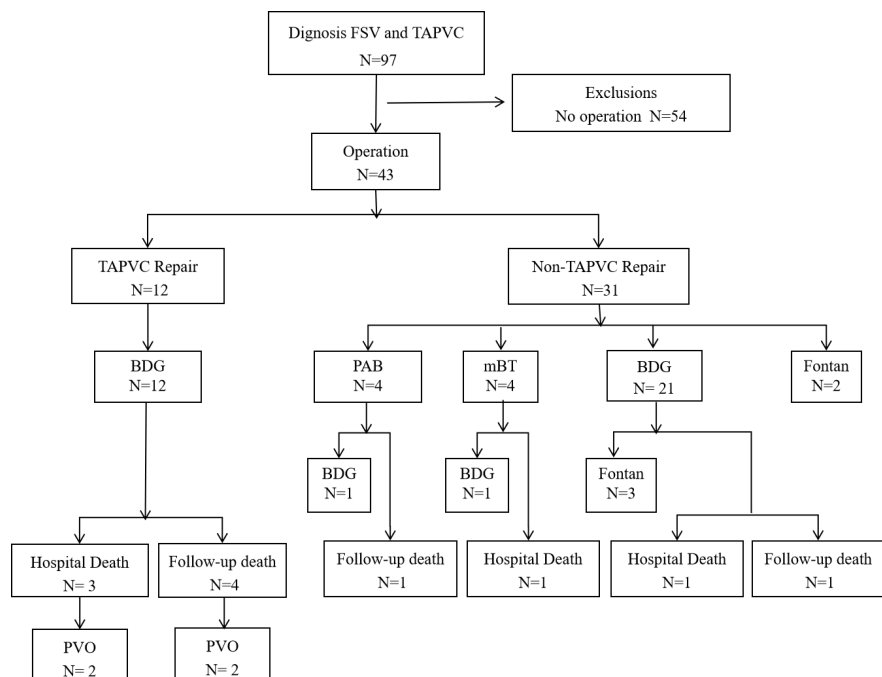 Dignosis FSV and TAPVC
N=97
Exclusions
No operation N=54
Operation
N=43
TAPVC Repair
N=12
Non-TAPVC Repair
N=31
BDG
N=12
PAB
N=4
mBT
N=4
BDG
N= 21
Fontan
N=2
BDG
N=1
BDG
N=1
Fontan
N=3
Hospital Death
N= 3
Follow-up death
N=4
Follow-up death
N=1
Hospital Death
N=1
Hospital Death
N=1
Follow-up death
N=1
PVO
N= 2
PVO
N= 2